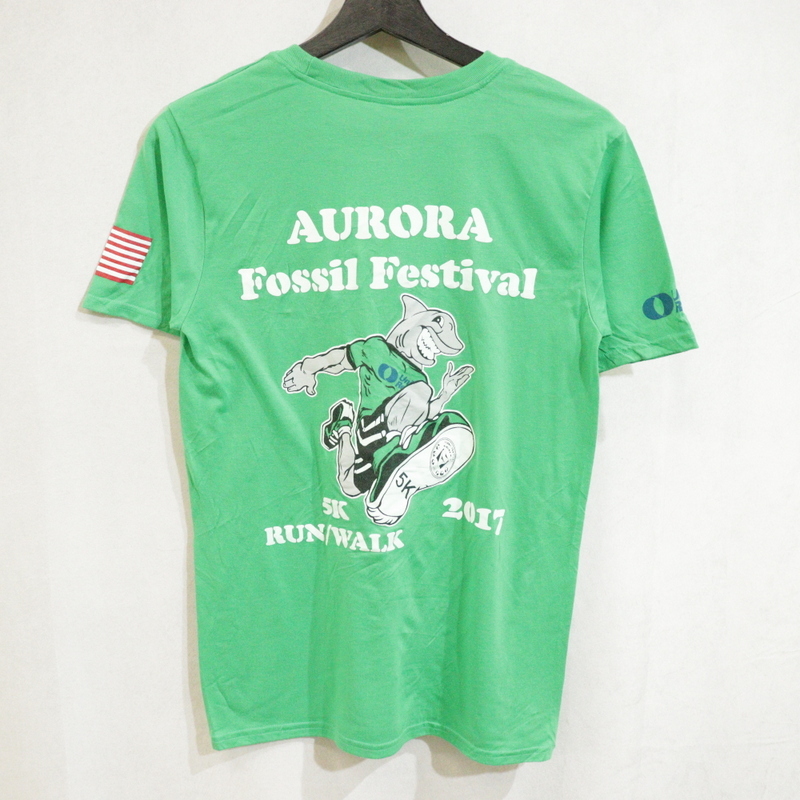 AURORA
Fossil Festival
5K
5K 2017
RUN/WALK